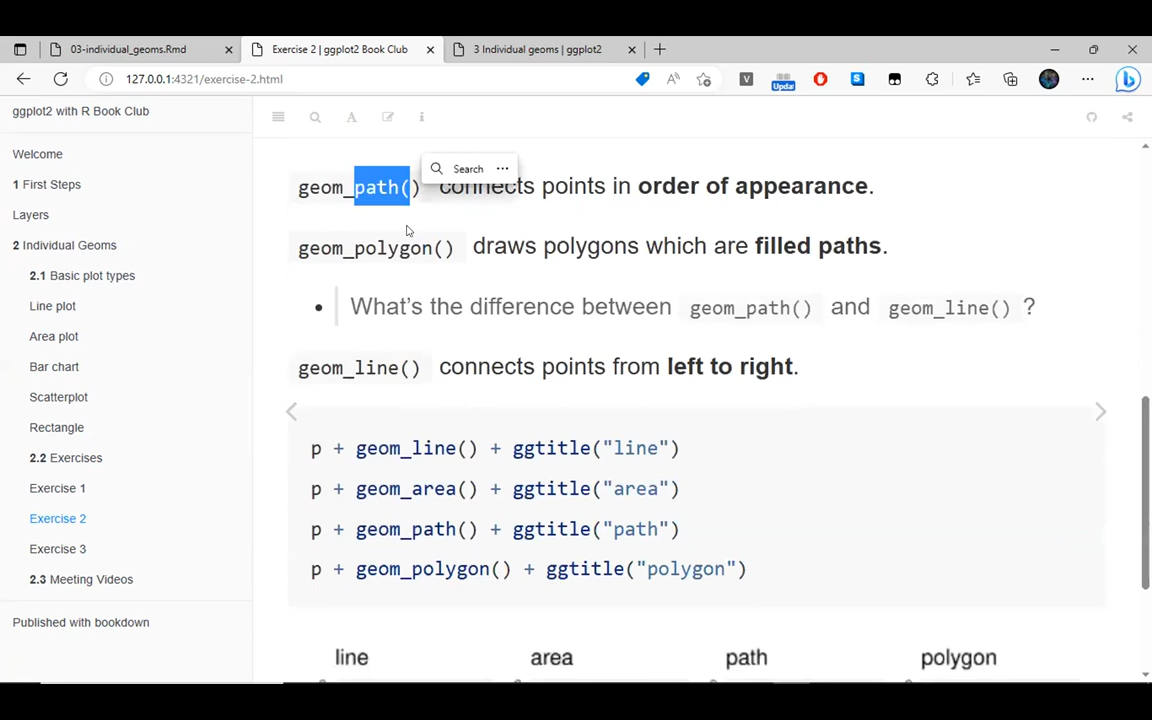 03-individual_geoms.Rmd
Exercise 2 | ggplot2 Book Club
3 Individual geoms | ggplot2
127.0.0.1:4321/exercise-2.html
ggplot2 with R Book Club
Welcome
1 First Steps
Layers
2 Individual Geoms
2.1 Basic plot types
Line plot
Area plot
Bar chart
Scatterplot
Rectangle
2.2 Exercises
Exercise 1
Exercise 2
Exercise 3
2.3 Meeting Videos
Published with bookdown
Search
geom_path() connects points in order of appearance.
geom_polygon() draws polygons which are filled paths.
• What's the difference between geom_path() and geom_line() ?
geom_line() connects points from left to right.
p + geom_line() + ggtitle("line")
p + geom_area() + ggtitle("area")
p + geom_path() + ggtitle("path")
p + geom_polygon() + ggtitle("polygon")
line area path polygon